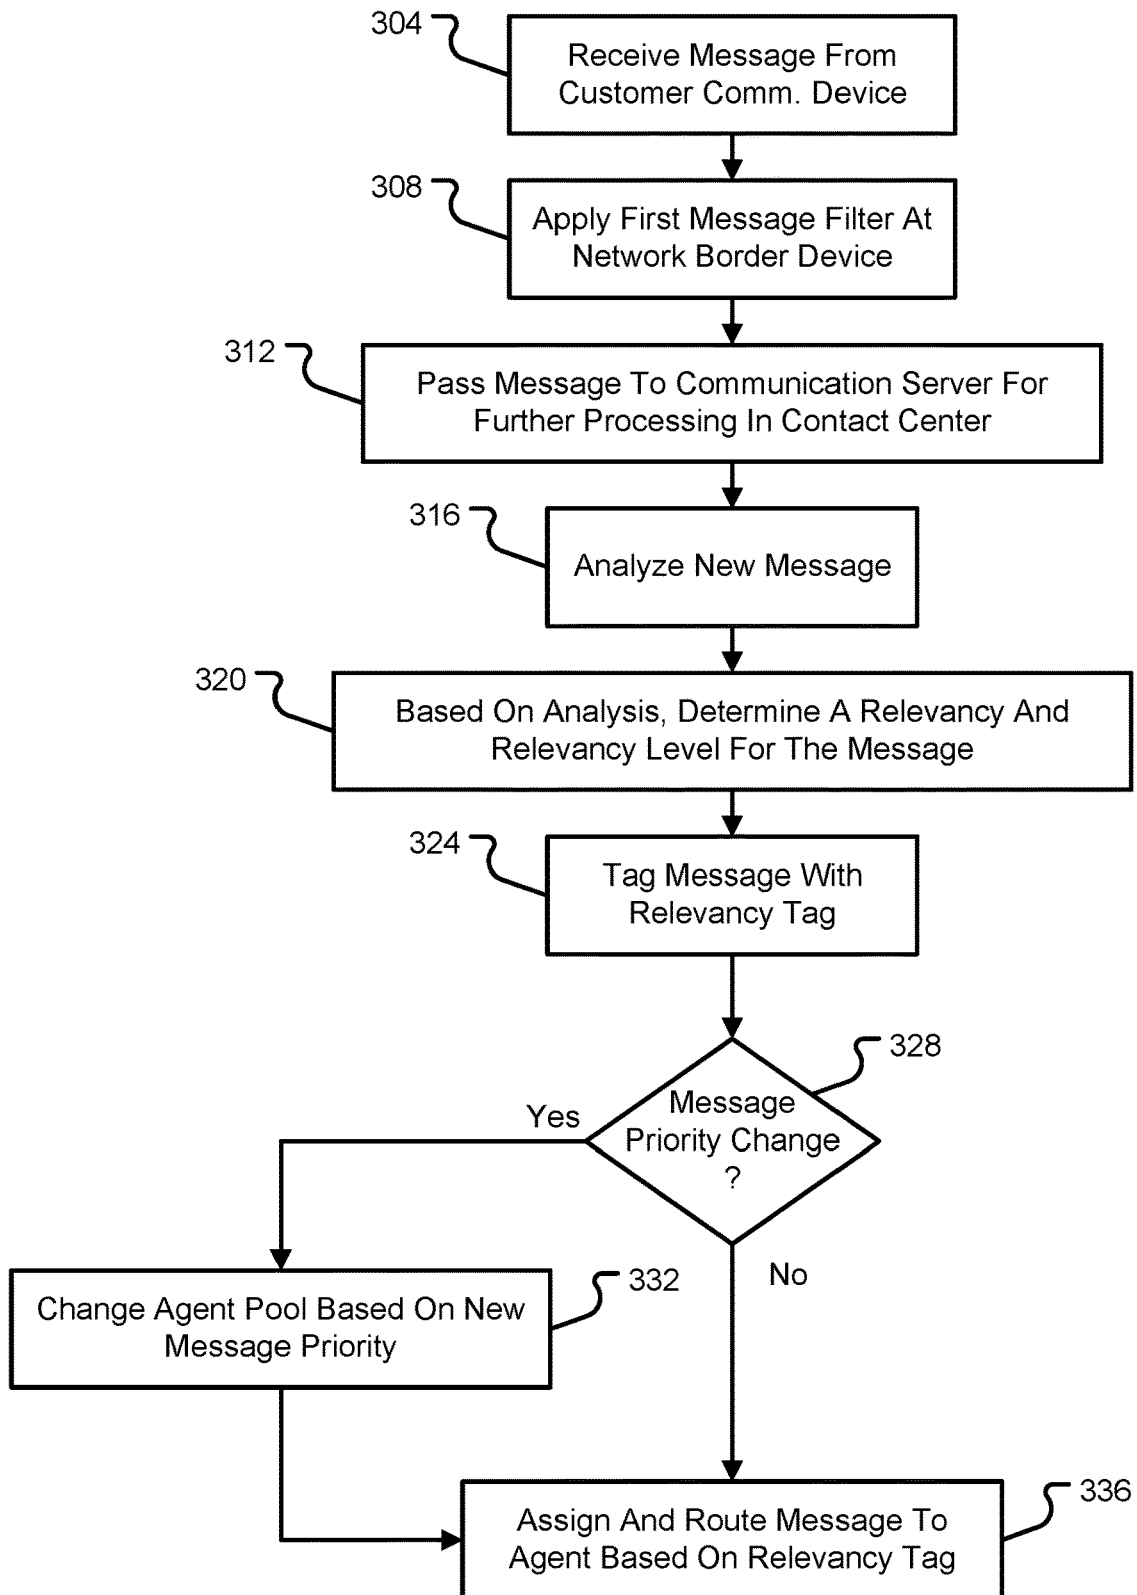 304
Receive Message From
Customer Comm. Device
308
Apply First Message Filter At
Network Border Device
312
Pass Message To Communication Server For
Further Processing In Contact Center
316
Analyze New Message
320
Based On Analysis, Determine A Relevancy And
Relevancy Level For The Message
324
Tag Message With
Relevancy Tag
328
Message
Priority Change
?
Yes
No
332
Change Agent Pool Based On New
Message Priority
336
Assign And Route Message To
Agent Based On Relevancy Tag